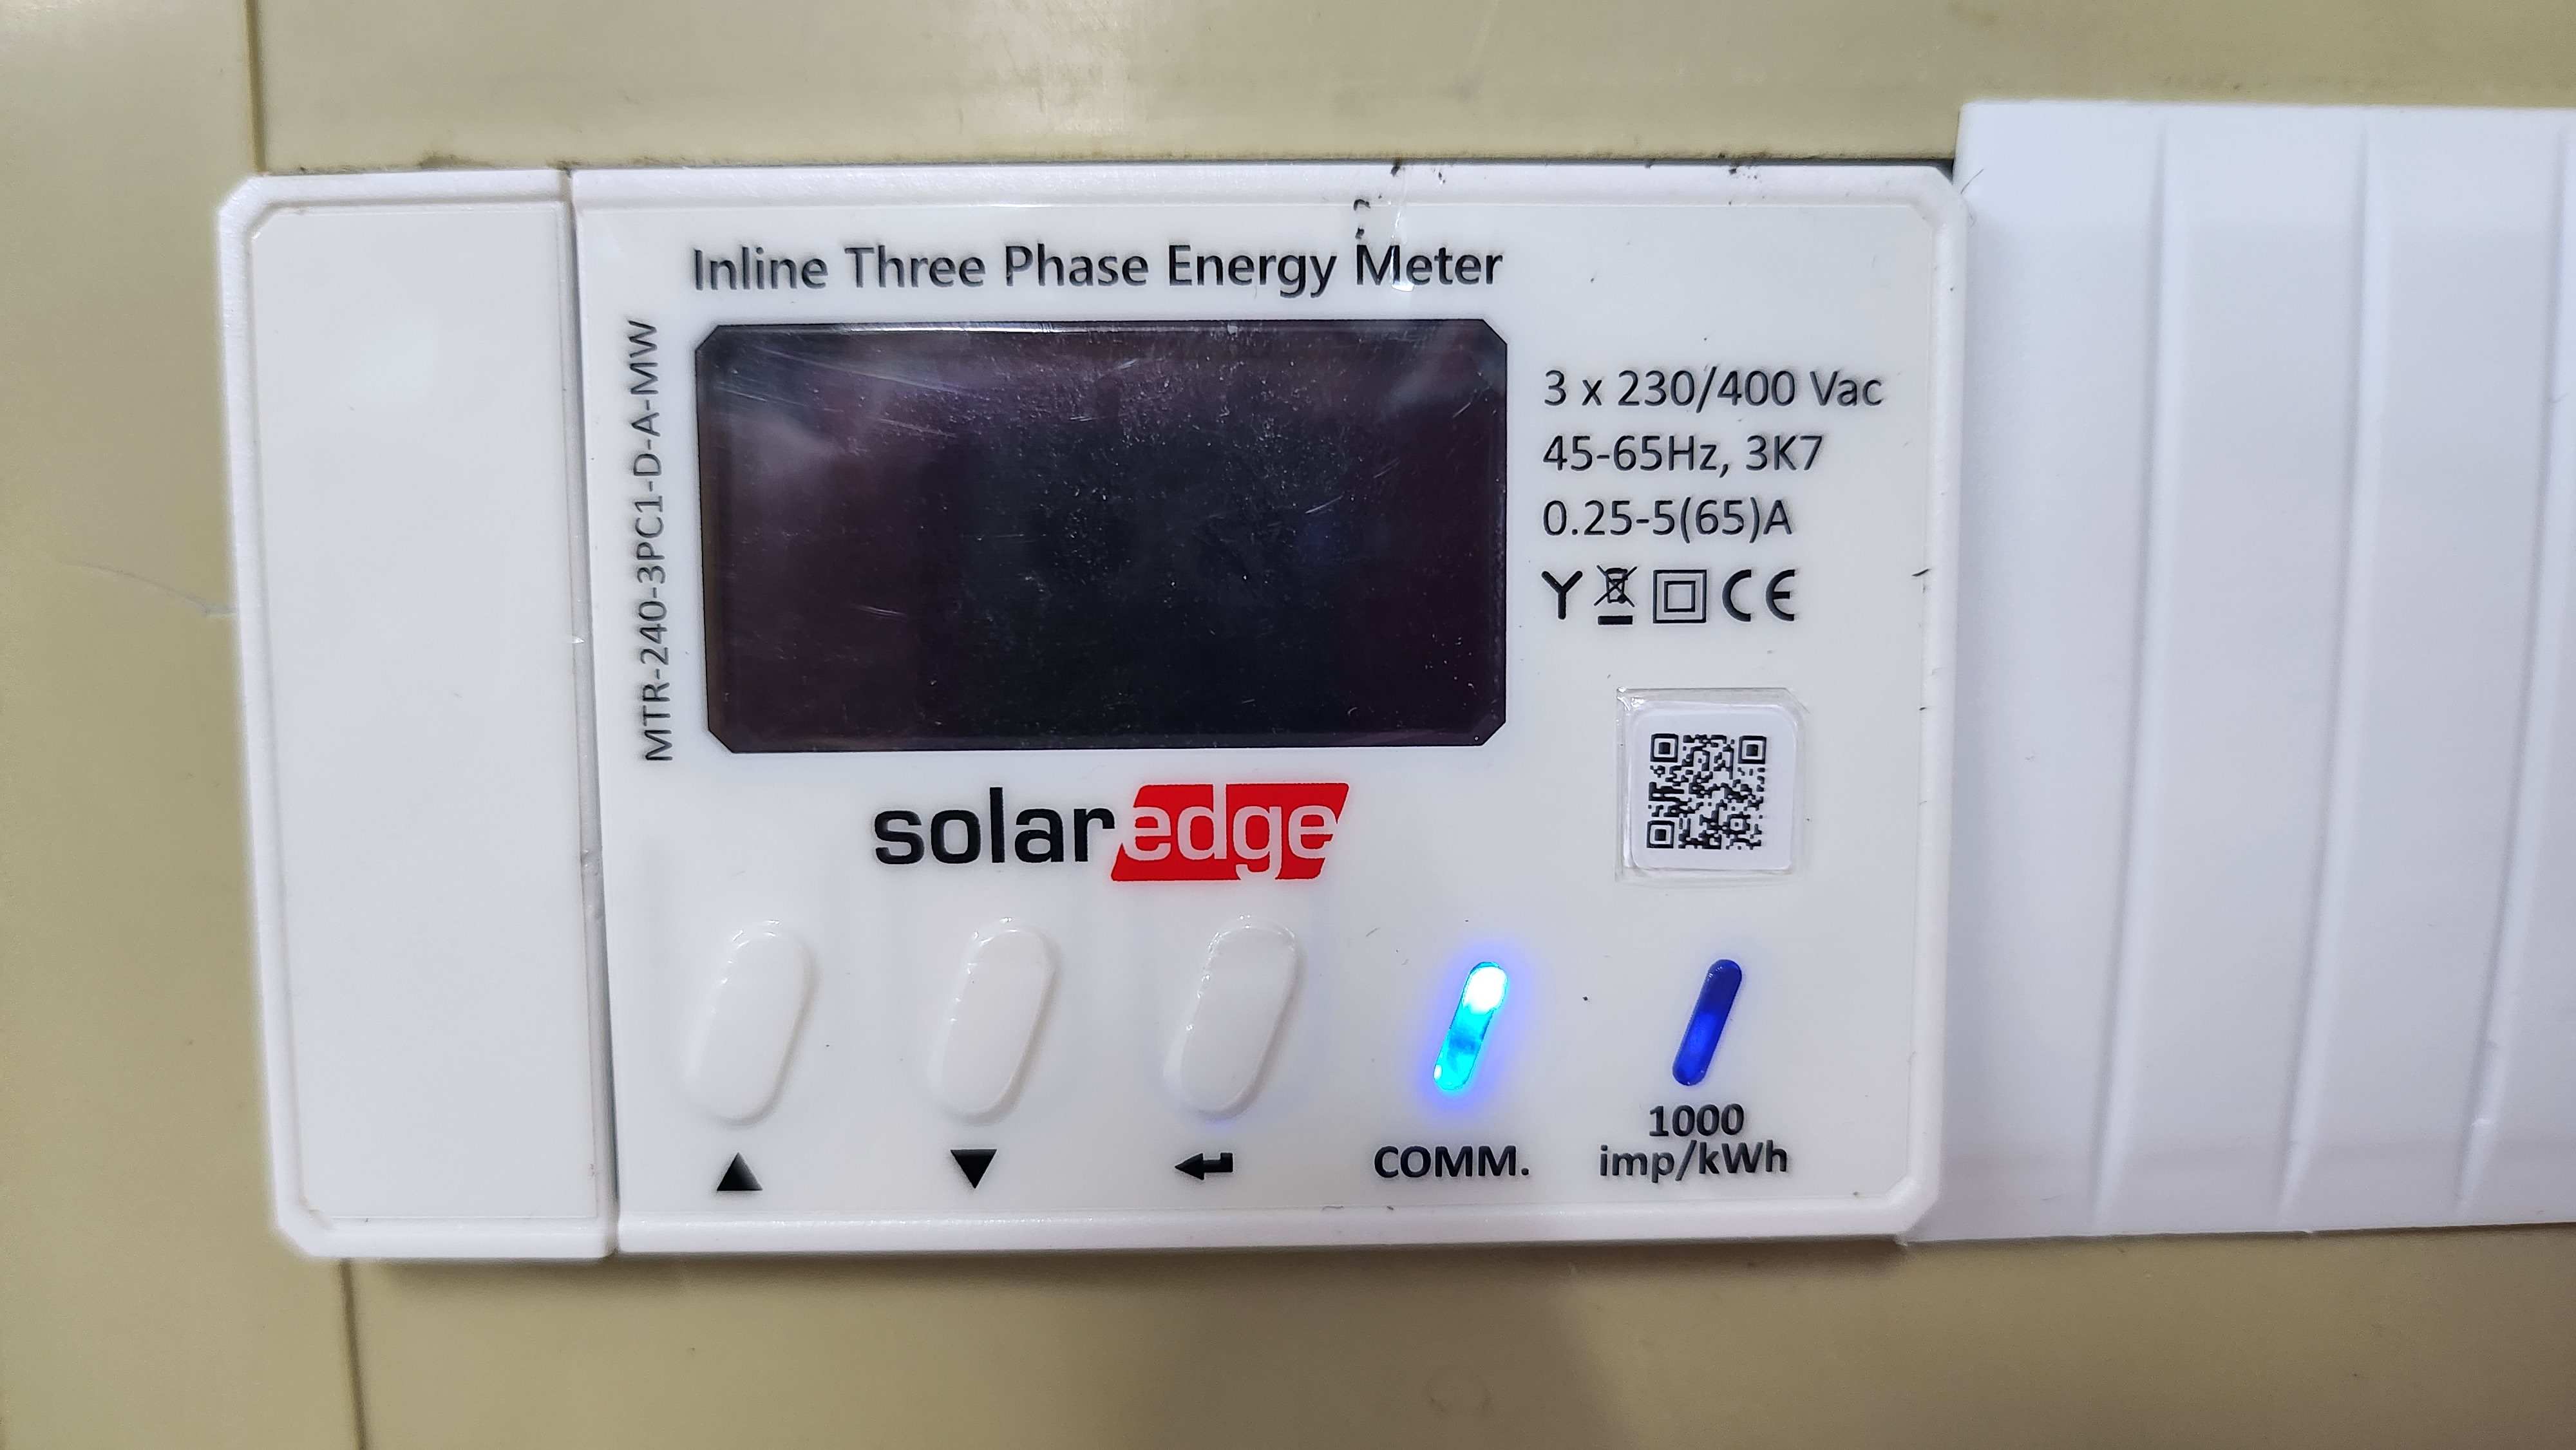 Inline Three Phase Energy Meter
MTR-240-3PC1-D-A-MW
3 x 230/400 Vac
45-65Hz, 3K7
0.25-5(65)A
CE
solaredge
COMM.
1000
imp/kWh